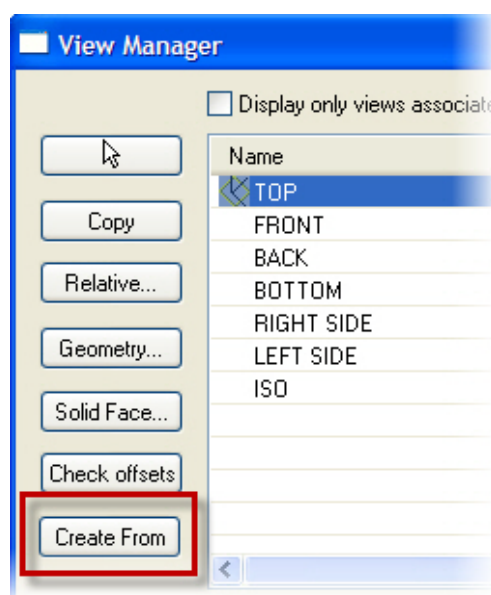 View Manager
Display only views associate
Name
TOP
Copy
FRONT
BACK
Relative...
BOTTOM
RIGHT SIDE
Geometry...
LEFT SIDE
ISO
Solid Face...
Check offsets
Create From